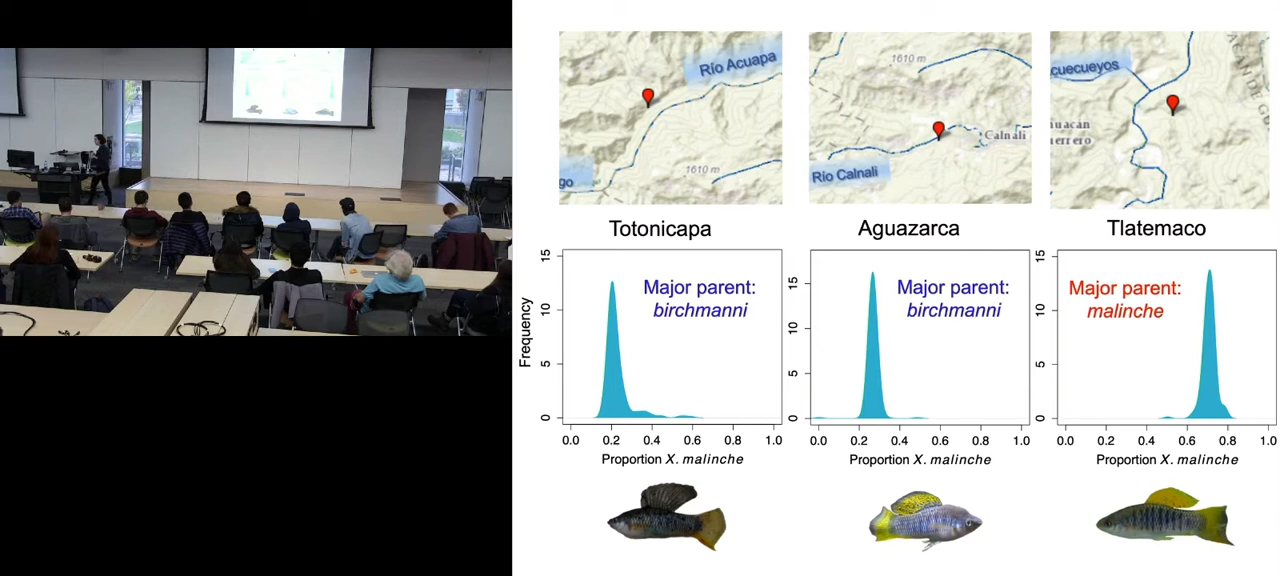 Río Acuapa
1610 m
go
Totonicapa
1610 m
Calnali
Río Calnali
Aguazarca
cuecueyos
uacan
uerrero
Tlatemaco
Frequency
15
10
5
0
Major parent:
birchmanni
0.0 0.2 0.4 0.6 0.8 1.0
Proportion X. malinche
15
10
5
0
Major parent:
birchmanni
0.0 0.2 0.4 0.6 0.8 1.0
Proportion X. malinche
15
10
5
0
Major parent:
malinche
0.0 0.2 0.4 0.6 0.8 1.0
Proportion X. malinche